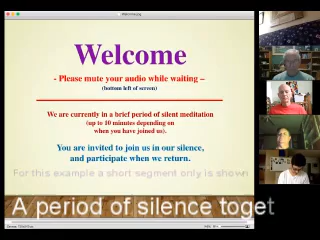 Welcome
- Please mute your audio while waiting –
(bottom left of screen)
We are currently in a brief period of silent meditation
(up to 10 minutes depending on
when you have joined us).
You are invited to join us in our silence,
and participate when we return.
For this example a short segment only is shown
A period of silence toget